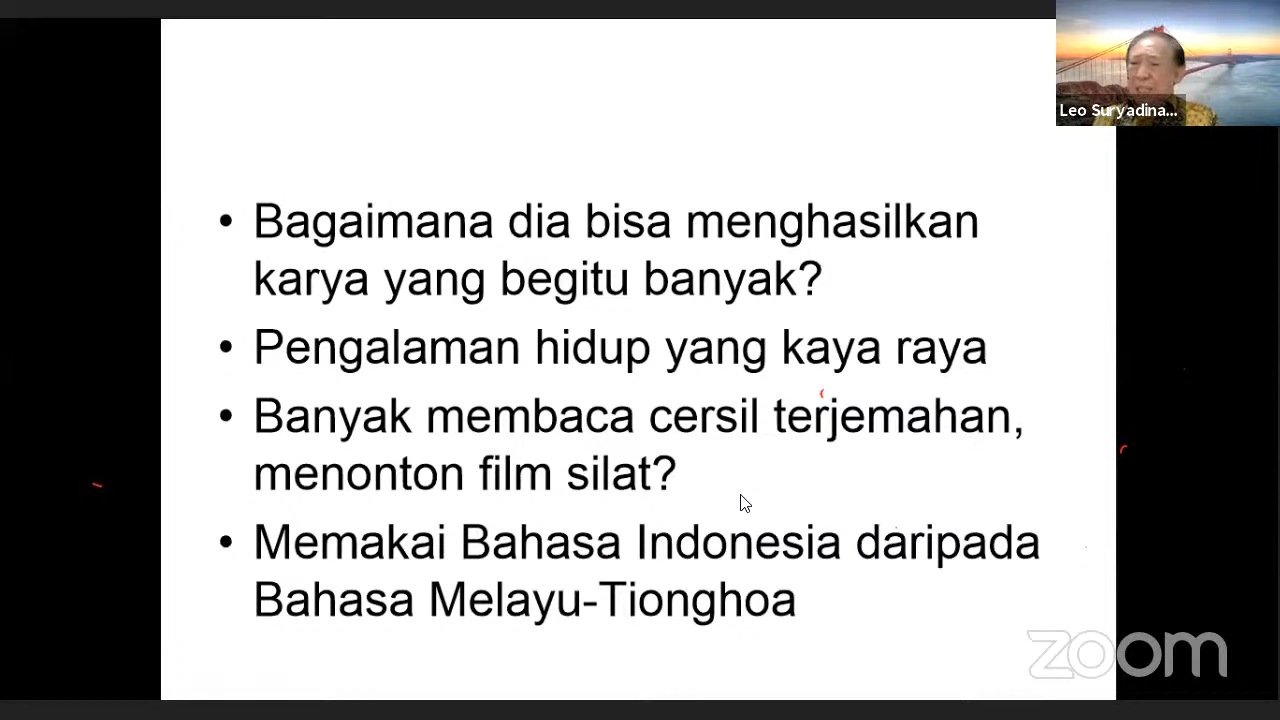 Leo Suryadina...
• Bagaimana dia bisa menghasilkan
karya yang begitu banyak?
• Pengalaman hidup yang kaya raya
• Banyak membaca cersil terjemahan,
menonton film silat?
• Memakai Bahasa Indonesia daripada
Bahasa Melayu-Tionghoa
zoom